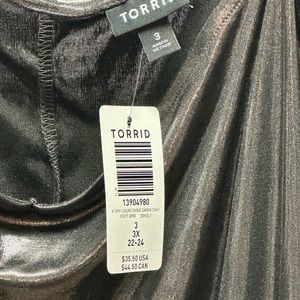 TORRID
3
TORRID
13904980
3
3X
22-24
$35.50 USA
$44.50 CAN